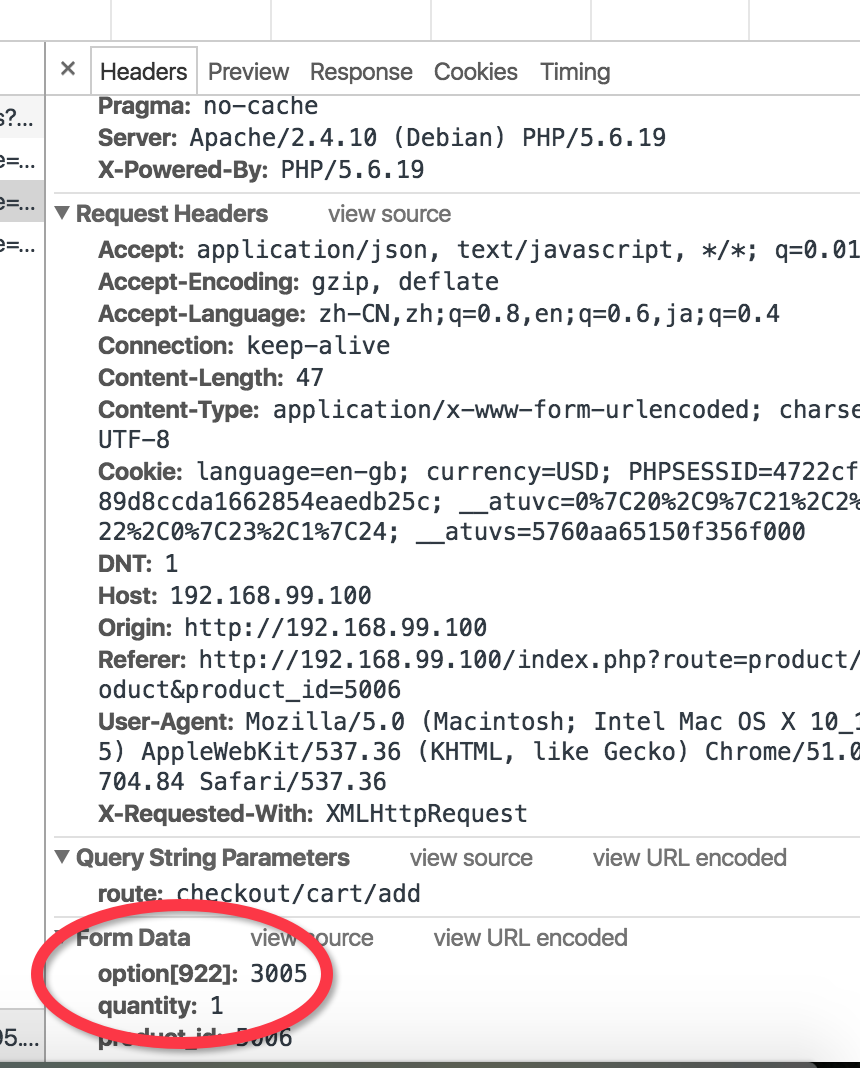 × Headers Preview Response Cookies Timing
Pragma: no-cache
s?...
Server: Apache/2.4.10 (Debian) PHP/5.6.19
e=...
X-Powered-By: PHP/5.6.19
e=...
▼ Request Headers view source
e=...
Accept: application/json, text/javascript, */*; q=0.01
Accept-Encoding: gzip, deflate
Accept-Language: zh-CN,zh;q=0.8,en;q=0.6,ja;q=0.4
Connection: keep-alive
Content-Length: 47
Content-Type: application/x-www-form-urlencoded; charse
UTF-8
Cookie: language=en-gb; currency=USD; PHPSESSID=4722cf
89d8ccda1662854eaedb25c; __atuvc=0%7C20%2C9%7C21%2C2%
22%2C0%7C23%2C1%7C24; __atuvs=5760aa65150f356f000
DNT: 1
Host: 192.168.99.100
Origin: http://192.168.99.100
Referer: http://192.168.99.100/index.php?route=product/
oduct&product_id=5006
User-Agent: Mozilla/5.0 (Macintosh; Intel Mac OS X 10_1
5) AppleWebKit/537.36 (KHTML, like Gecko) Chrome/51.0
704.84 Safari/537.36
X-Requested-With: XMLHttpRequest
▼ Query String Parameters view source view URL encoded
route: checkout/cart/add
Form Data view source view URL encoded
option[922]: 3005
quantity: 1
95....
product_id: 5006